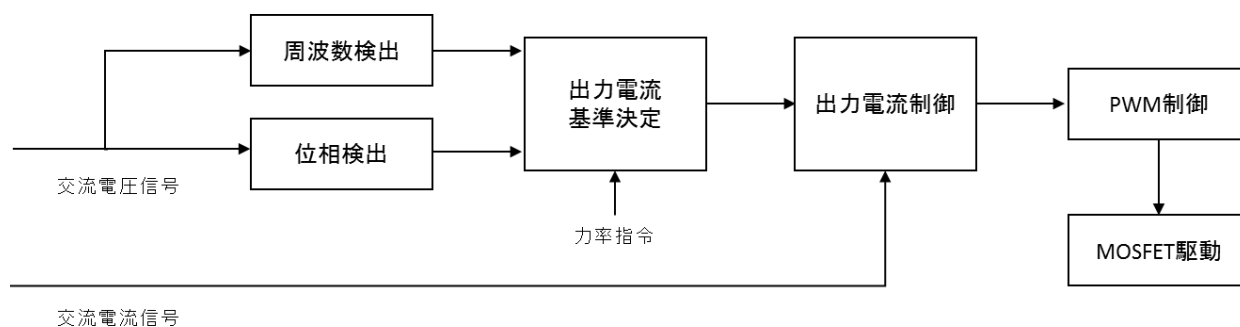 周波数検出
位相検出
交流電圧信号
出力電流
基準決定
力率指令
出力電流制御
PWM制御
MOSFET駆動
交流電流信号